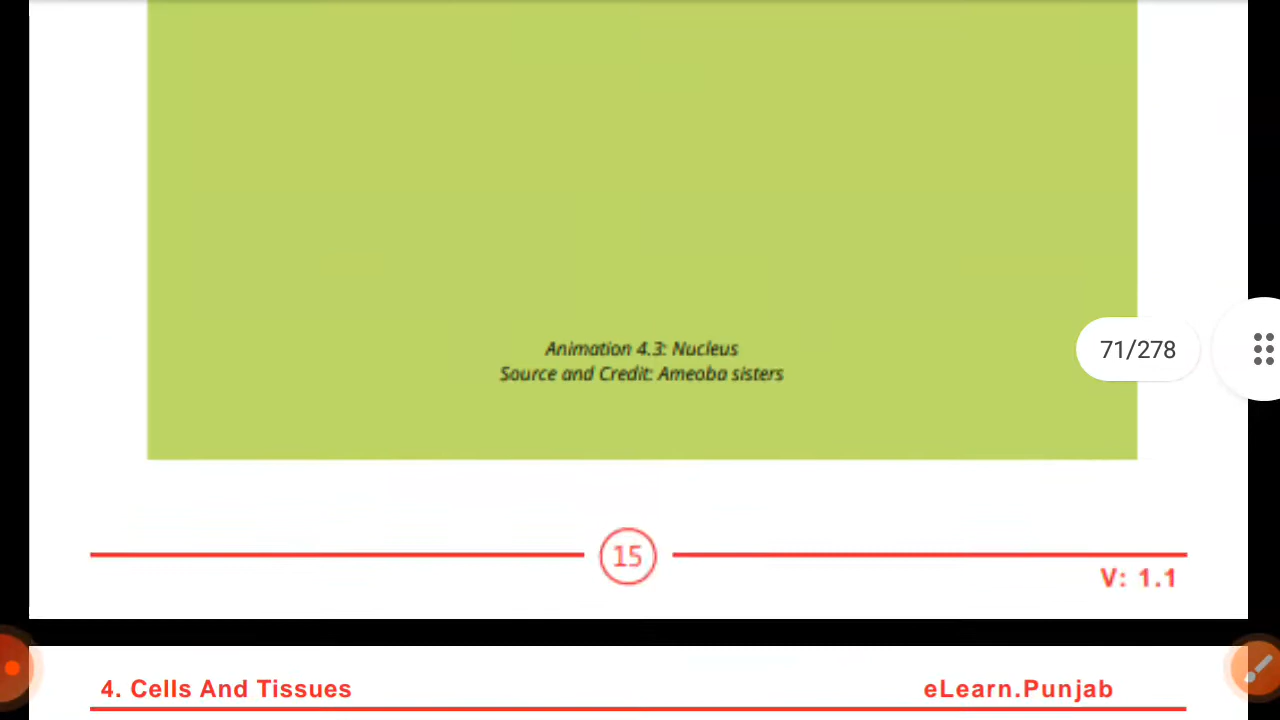 Animation 4.3: Nucleus
Source and Credit: Ameoba sisters
71/278
15
V: 1.1
4. Cells And Tissues
eLearn.Punjab